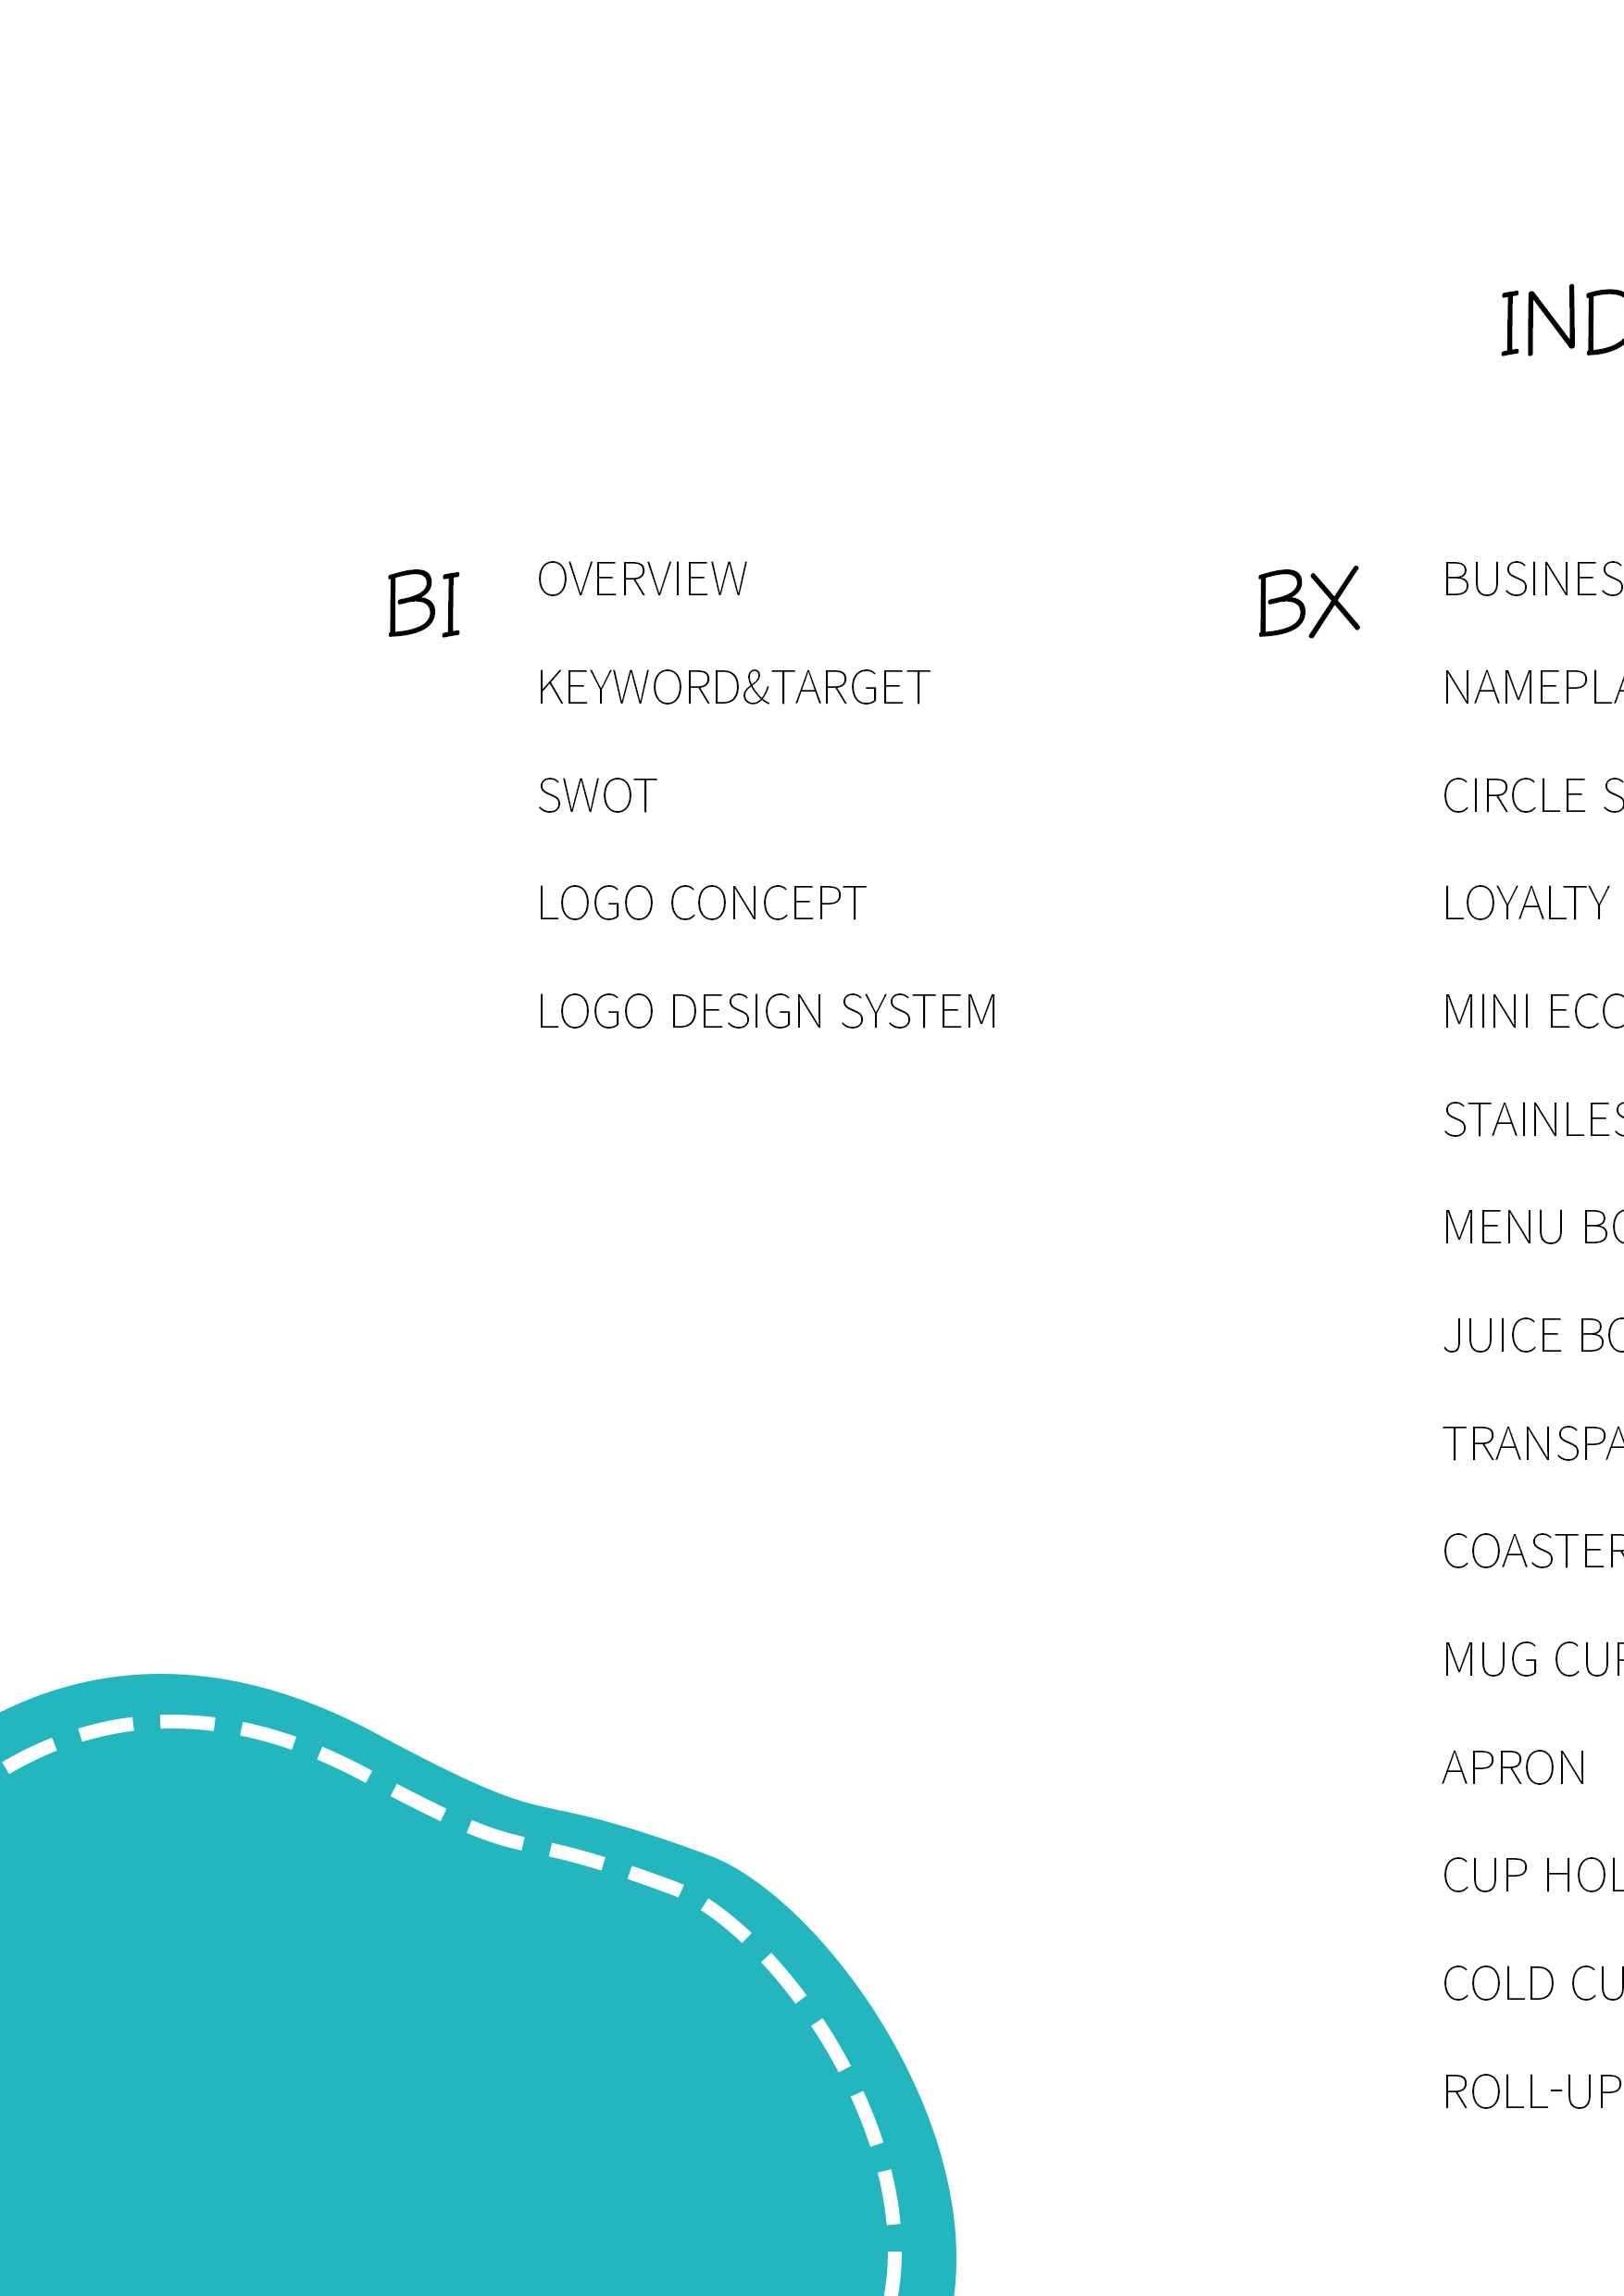 IND
BI
OVERVIEW
KEYWORD&TARGET
SWOT
LOGO CONCEPT
LOGO DESIGN SYSTEM
BX
BUSINES
NAMEPLA
CIRCLE S
LOYALTY
MINI ECO
STAINLES
MENU BO
JUICE BO
TRANSPA
COASTER
MUG CUP
APRON
CUP HOL
COLD CU
ROLL-UP